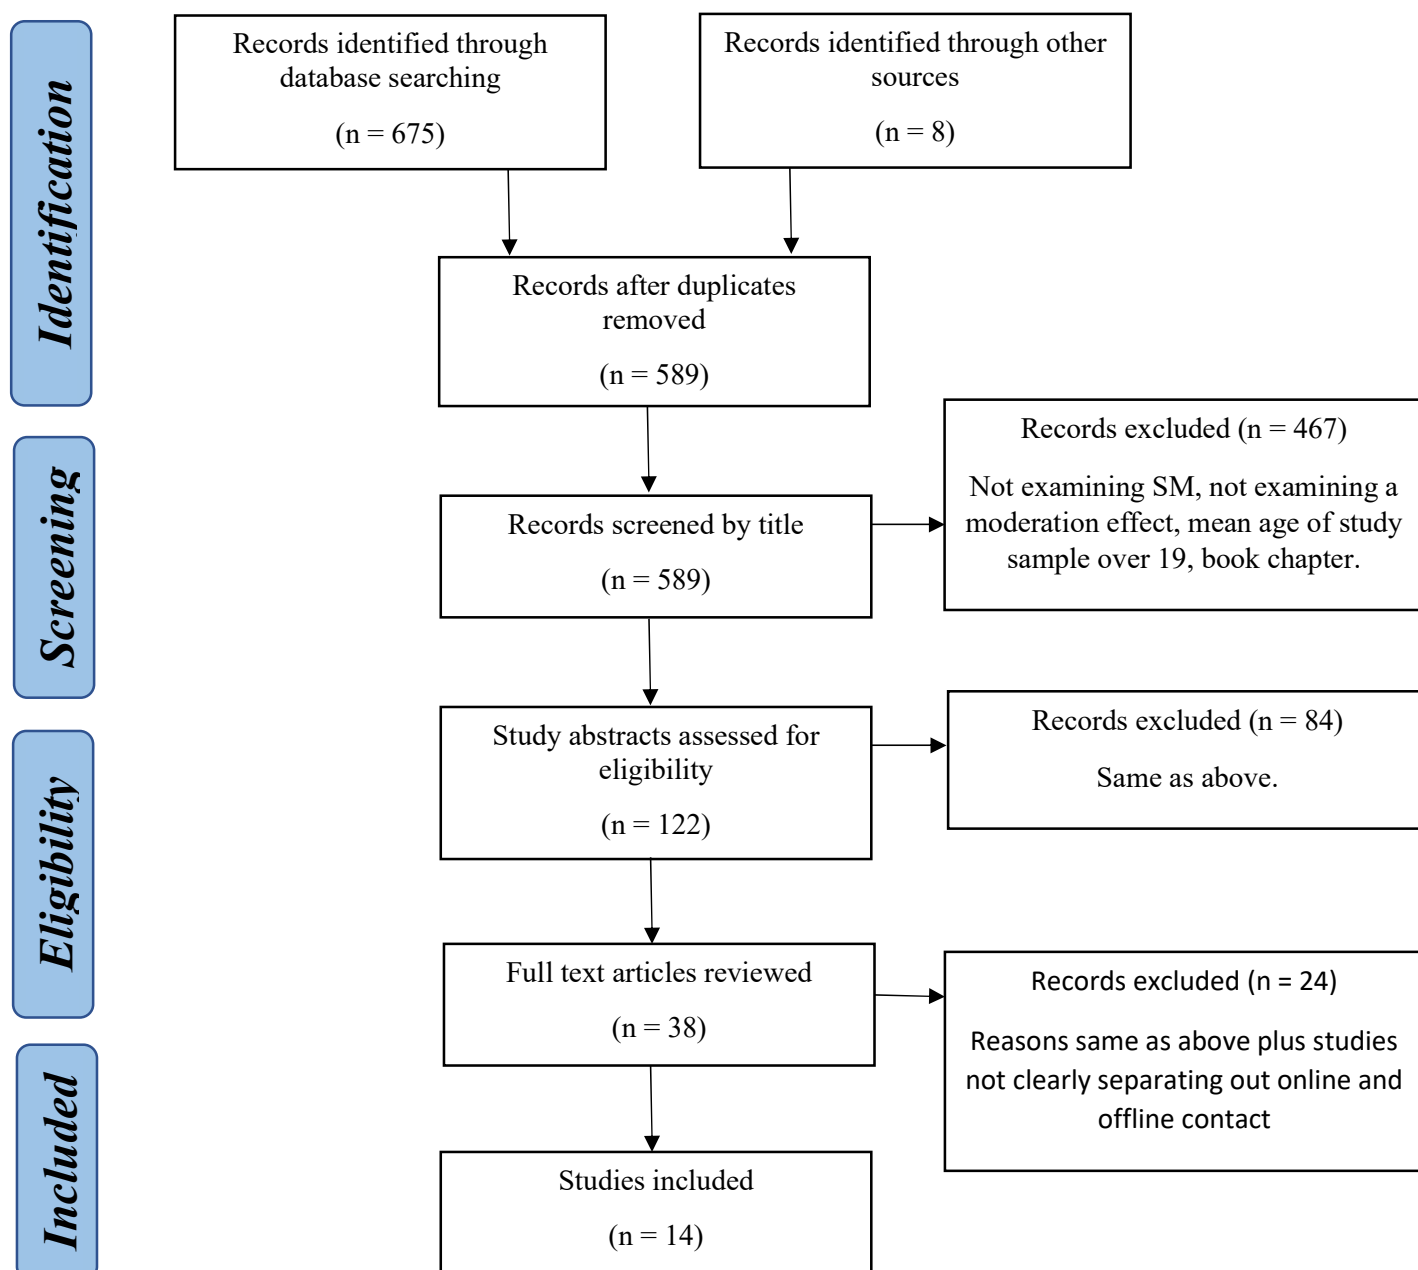 Identification
Records identified through
database searching
(n = 675)
Records identified through other
sources
(n = 8)
Records after duplicates
removed
(n = 589)
Screening
Records screened by title
(n = 589)
Records excluded (n = 467)
Not examining SM, not examining a
moderation effect, mean age of study
sample over 19, book chapter.
Eligibility
Study abstracts assessed for
eligibility
(n = 122)
Records excluded (n = 84)
Same as above.
Full text articles reviewed
(n = 38)
Records excluded (n = 24)
Reasons same as above plus studies
not clearly separating out online and
offline contact
Included
Studies included
(n = 14)